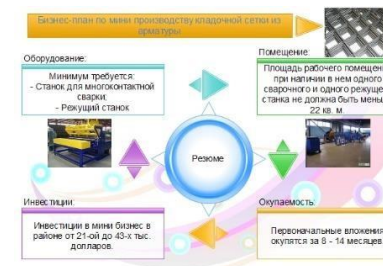 Бизнес-план по мини производству кладочной сетки из
арматуры
Оборудование:
Минимум требуется:
- Станок для многоконтактной
сварки;
- Режущий станок
Помещение:
Площадь рабочего помещени
при наличии в нем одного
сварочного и одного режуще
станка не должна быть мень
22 кв. м
Резюме
Инвестиции:
Инвестиции в мини бизнес в
районе от 21-ой до 43-х тыс.
долларов.
Окупаемость:
Первоначальные вложения
окупятся за 8 - 14 месяцев